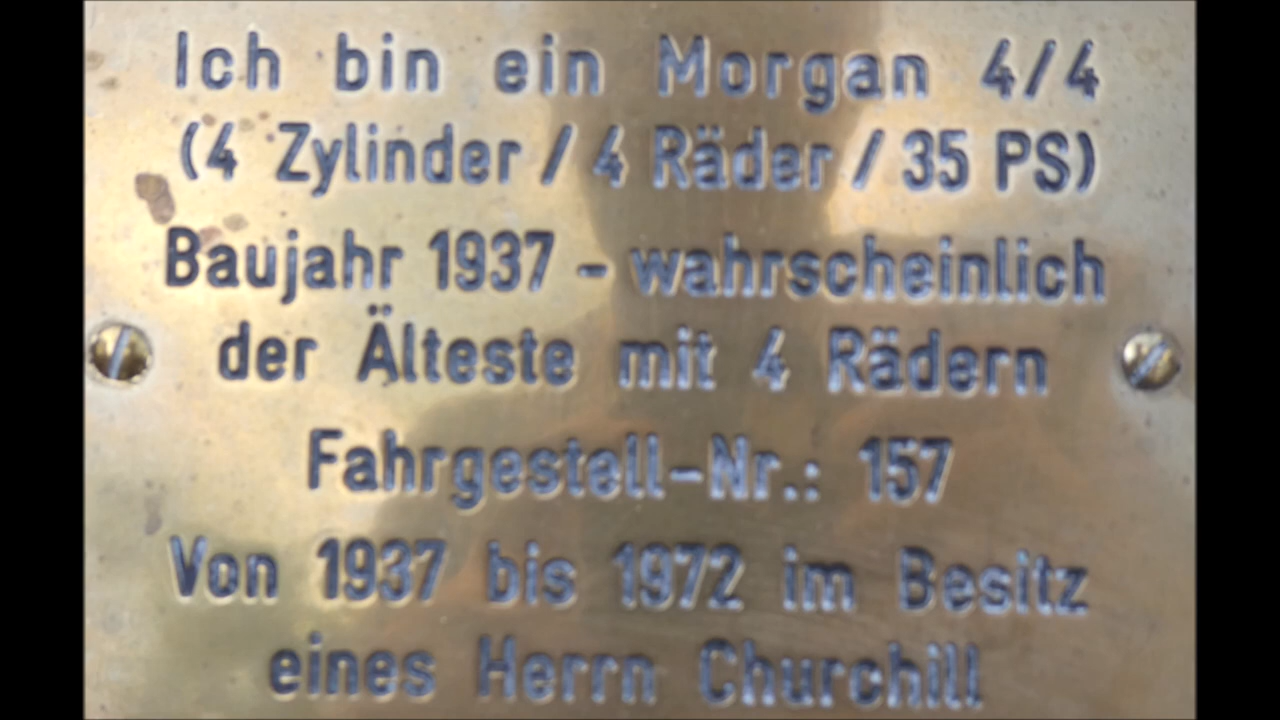 Ich bin ein Morgan 4/4
(4 Zylinder / 4 Räder / 35 PS)
Baujahr 1937 - wahrscheinlich
der Älteste mit 4 Rädern
Fahrgestell-Nr.: 157
Von 1937 bis 1972 im Besitz
eines Herrn Churchill